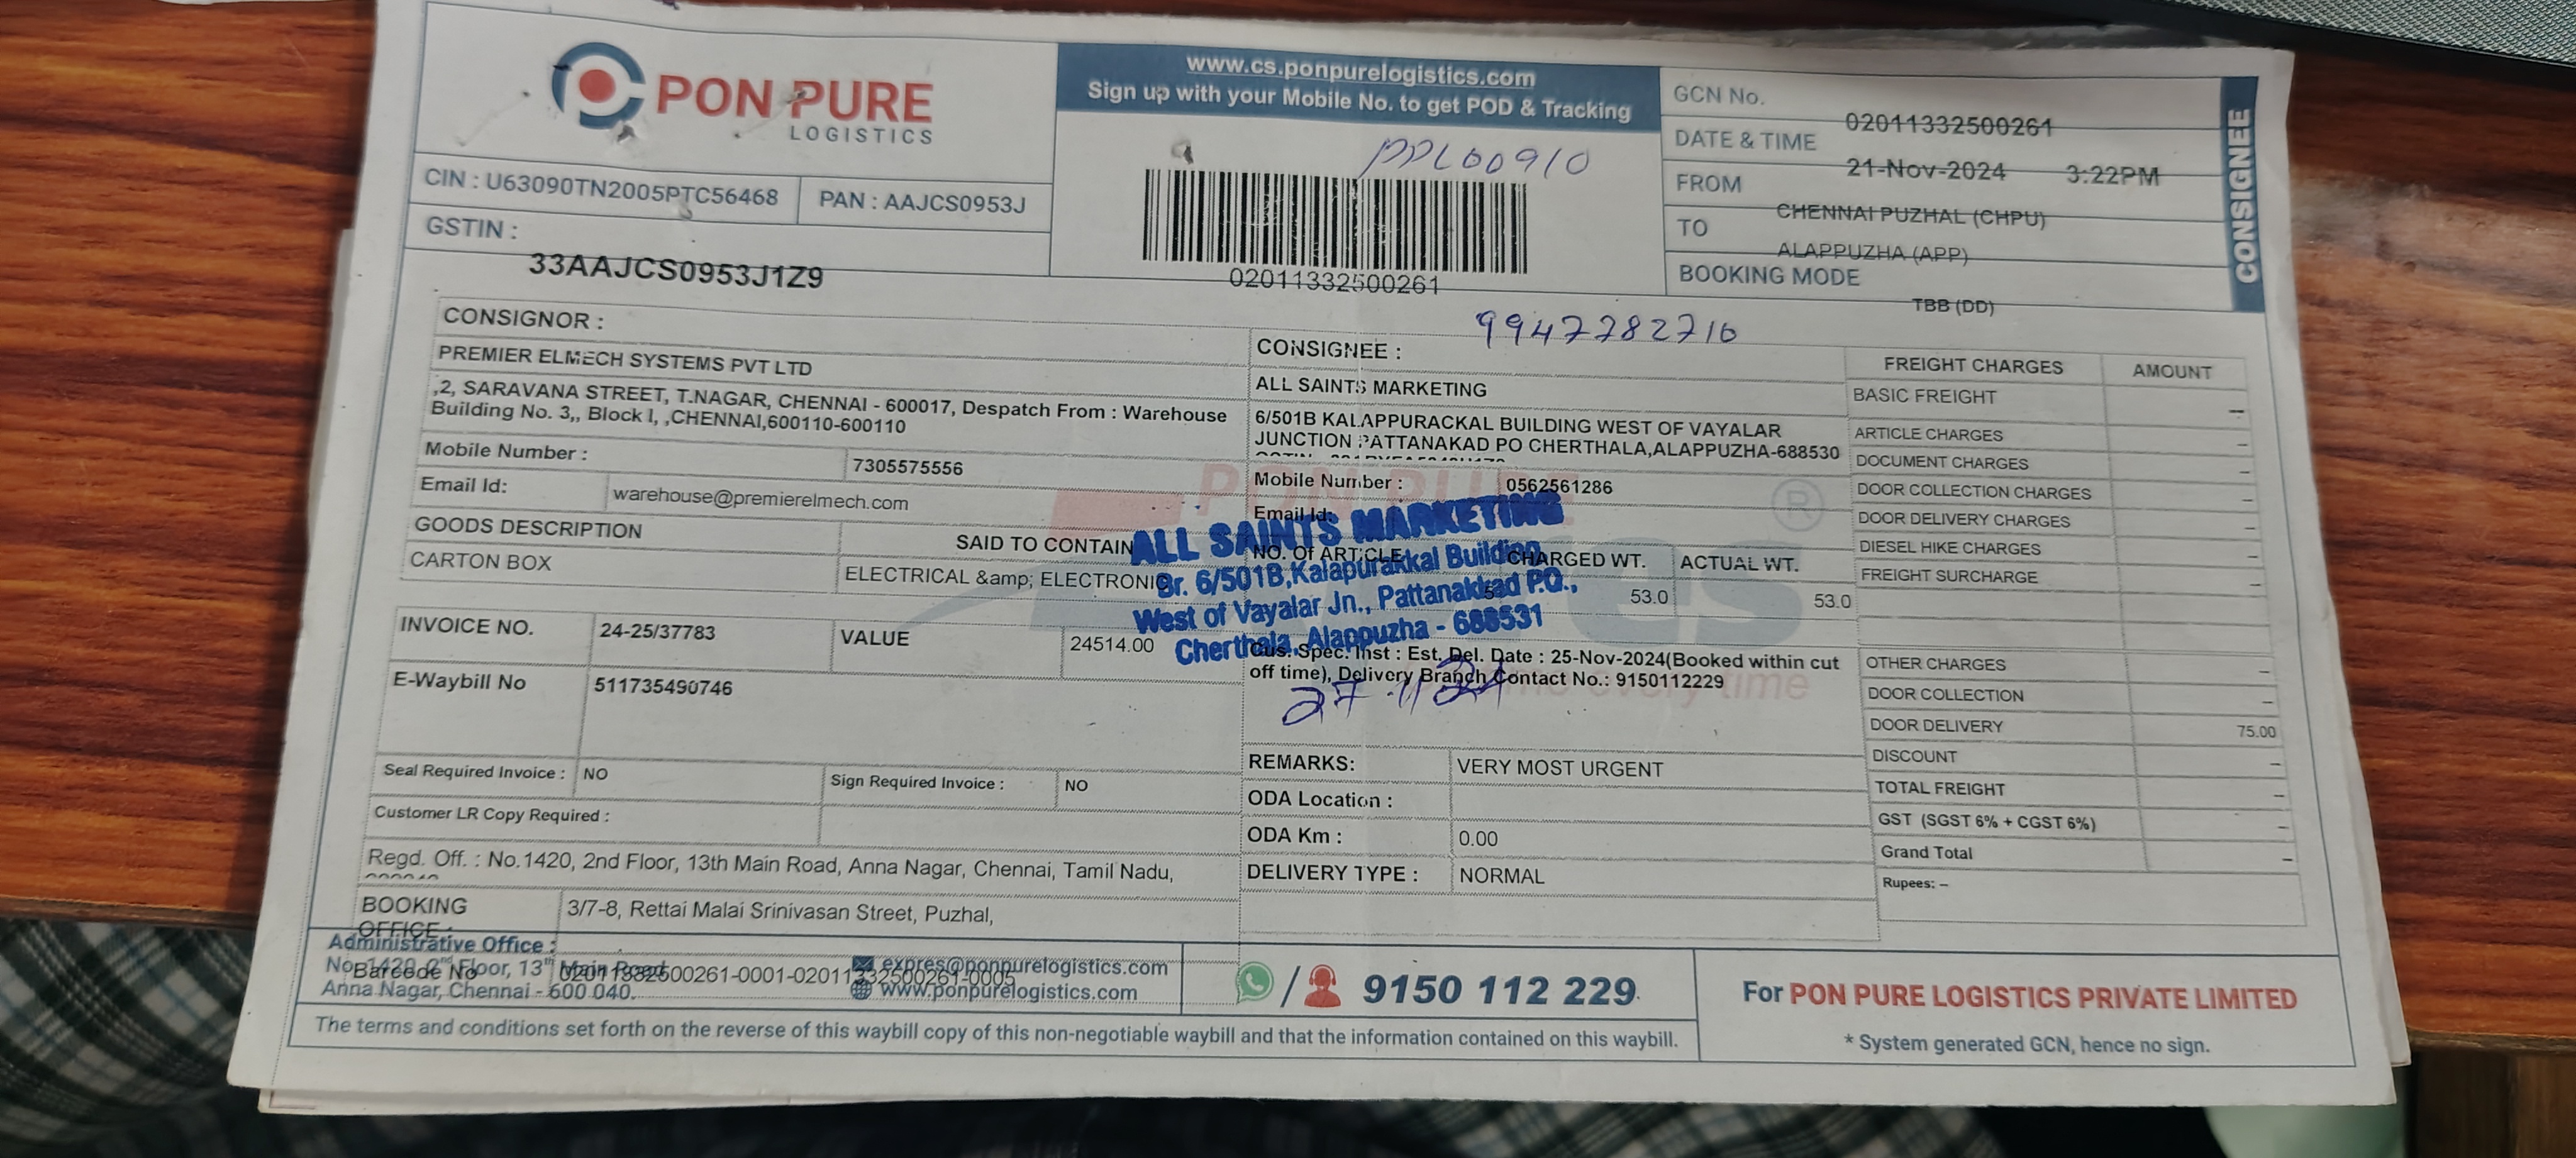 PON PURE
LOGISTICS
CIN : U63090TN2005PTC56468
PAN : AAJCS0953J
GSTIN :
33AAJCS0953J1Z9
www.cs.ponpurelogistics.com
Sign up with your Mobile No. to get POD & Tracking
PPL00910
02011332500261
GCN No.
02011332500261
DATE & TIME
21-Nov-2024 3:22PM
FROM
CHENNAI PUZHAL (CHPU)
TO
ALAPPUZHA (APP)
BOOKING MODE
TBB (DD)
CONSIGNEE
CONSIGNOR :
PREMIER ELMECH SYSTEMS PVT LTD
,2, SARAVANA STREET, T.NAGAR, CHENNAI - 600017, Despatch From : Warehouse
Building No. 3,, Block I, ,CHENNAI,600110-600110
Mobile Number :
7305575556
Email Id:
warehouse@premierelmech.com
GOODS DESCRIPTION
SAID TO CONTAIN
CARTON BOX
ELECTRICAL &amp; ELECTRONIC
INVOICE NO.
24-25/37783
VALUE
24514.00
E-Waybill No
511735490746
Seal Required Invoice :
NO
Sign Required Invoice :
NO
Customer LR Copy Required :
Regd. Off. : No.1420, 2nd Floor, 13th Main Road, Anna Nagar, Chennai, Tamil Nadu,
BOOKING
OFFICE :
3/7-8, Rettai Malai Srinivasan Street, Puzhal,
9947782716
CONSIGNEE :
ALL SAINTS MARKETING
6/501B KALAPPURACKAL BUILDING WEST OF VAYALAR
JUNCTION PATTANAKAD PO CHERTHALA,ALAPPUZHA-688530
Mobile Number :
0562561286
Email Id:
NO. Of ARTICLE
CHARGED WT.
ACTUAL WT.
53.0
53.0
ALL SAINTS MARKETING
Br. 6/501B,Kalapurakkal Building
West of Vayalar Jn., Pattanakkad P.O.,
Cherthala, Alappuzha - 688531
Cus. Spec. Inst : Est. Del. Date : 25-Nov-2024(Booked within cut
off time), Delivery Branch Contact No.: 9150112229
REMARKS:
VERY MOST URGENT
ODA Location :
ODA Km :
0.00
DELIVERY TYPE :
NORMAL
FREIGHT CHARGES
AMOUNT
BASIC FREIGHT
–
ARTICLE CHARGES
–
DOCUMENT CHARGES
–
DOOR COLLECTION CHARGES
–
DOOR DELIVERY CHARGES
–
DIESEL HIKE CHARGES
–
FREIGHT SURCHARGE
–
OTHER CHARGES
–
DOOR COLLECTION
–
DOOR DELIVERY
75.00
DISCOUNT
–
TOTAL FREIGHT
–
GST (SGST 6% + CGST 6%)
–
Grand Total
–
Rupees: –
Administrative Office :
No. 1420, 2nd Floor, 13th Main Road
Anna Nagar, Chennai - 600 040.
Barcode No
02011332500261-0001-02011332500261-0005
expres@ponpurelogistics.com
www.ponpurelogistics.com
/ 9150 112 229
For PON PURE LOGISTICS PRIVATE LIMITED
* System generated GCN, hence no sign.
The terms and conditions set forth on the reverse of this waybill copy of this non-negotiable waybill and that the information contained on this waybill.